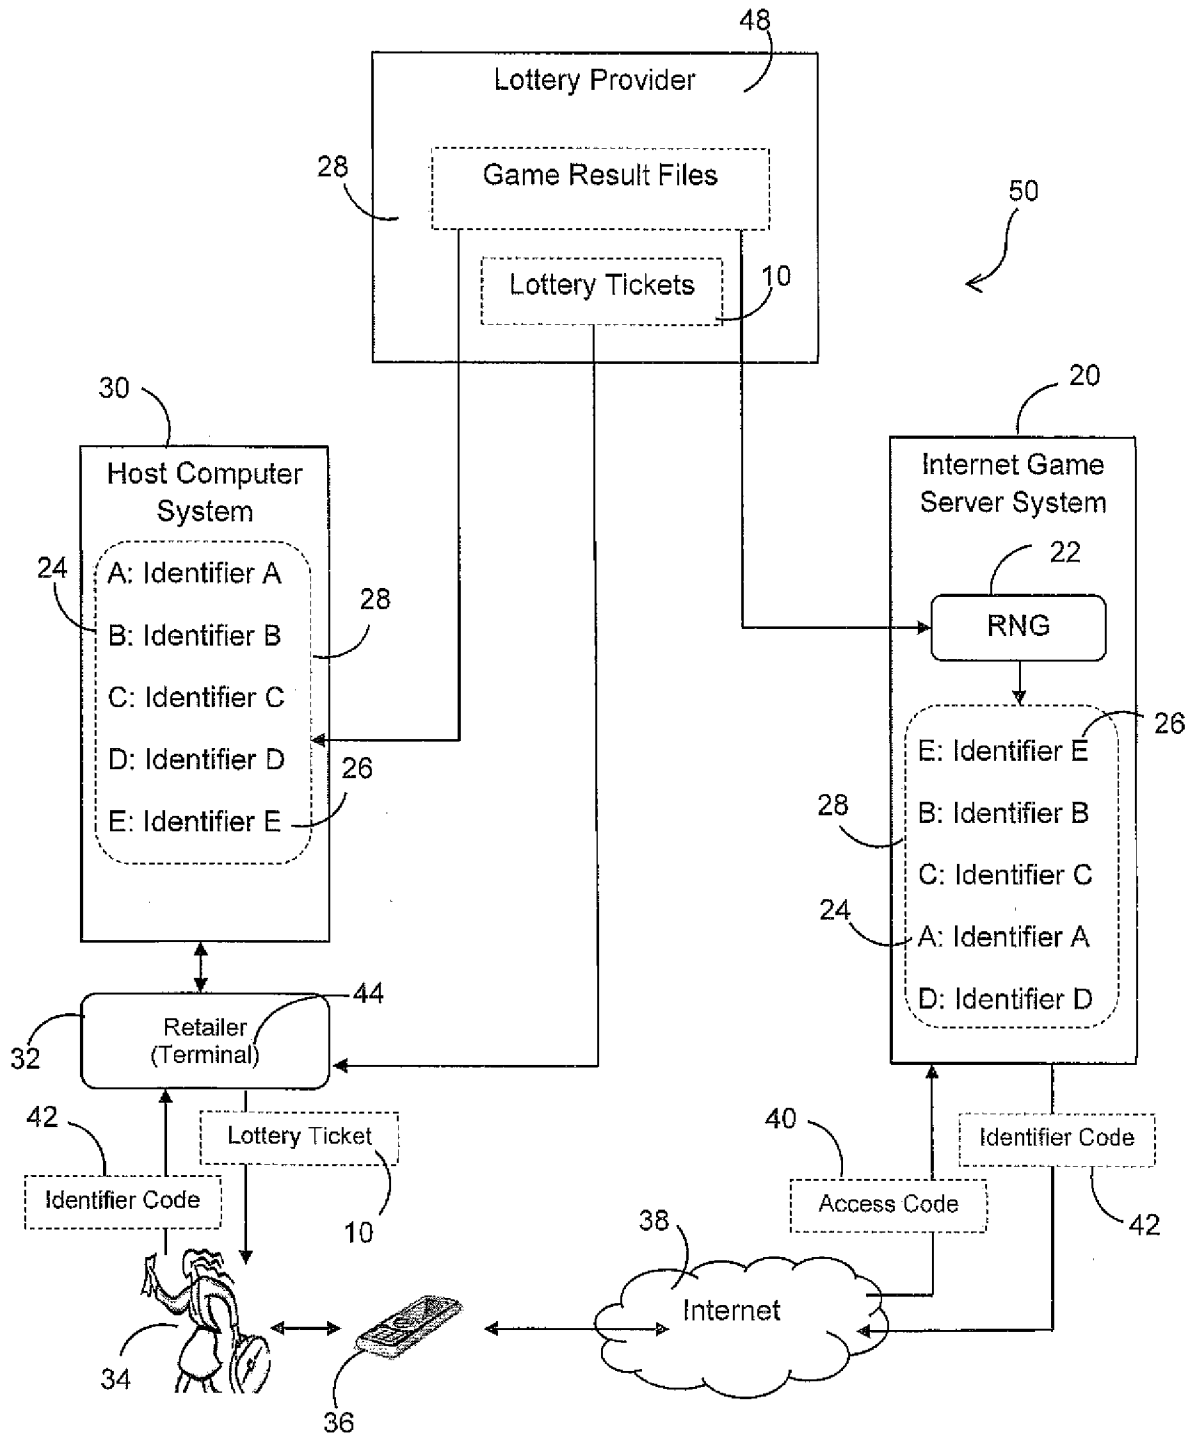 48
Lottery Provider
28
Game Result Files
50
Lottery Tickets
10
30
20
Host Computer
System
Internet Game
Server System
24
A: Identifier A
22
28
RNG
B: Identifier B
C: Identifier C
26
E: Identifier E
D: Identifier D
26
28
B: Identifier B
E: Identifier E
C: Identifier C
24
A: Identifier A
D: Identifier D
44
Retailer
(Terminal)
32
42
Lottery Ticket
40
Identifier Code
Identifier Code
Access Code
10
38
42
Internet
34
36